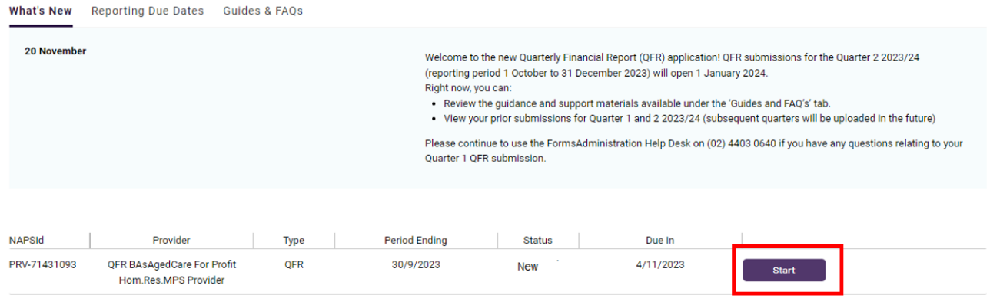 What's New Reporting Due Dates Guides & FAQs
20 November
Welcome to the new Quarterly Financial Report (QFR) application! QFR submissions for the Quarter 2 2023/24
(reporting period 1 October to 31 December 2023) will open 1 January 2024.
Right now, you can:
• Review the guidance and support materials available under the 'Guides and FAQ's' tab.
• View your prior submissions for Quarter 1 and 2 2023/24 (subsequent quarters will be uploaded in the future)
Please continue to use the FormsAdministration Help Desk on (02) 4403 0640 if you have any questions relating to your
Quarter 1 QFR submission.
NAPSId Provider Type Period Ending Status Due In
PRV-71431093 QFR BAsAgedCare For Profit QFR 30/9/2023 New 4/11/2023 Start
Hom.Res.MPS Provider